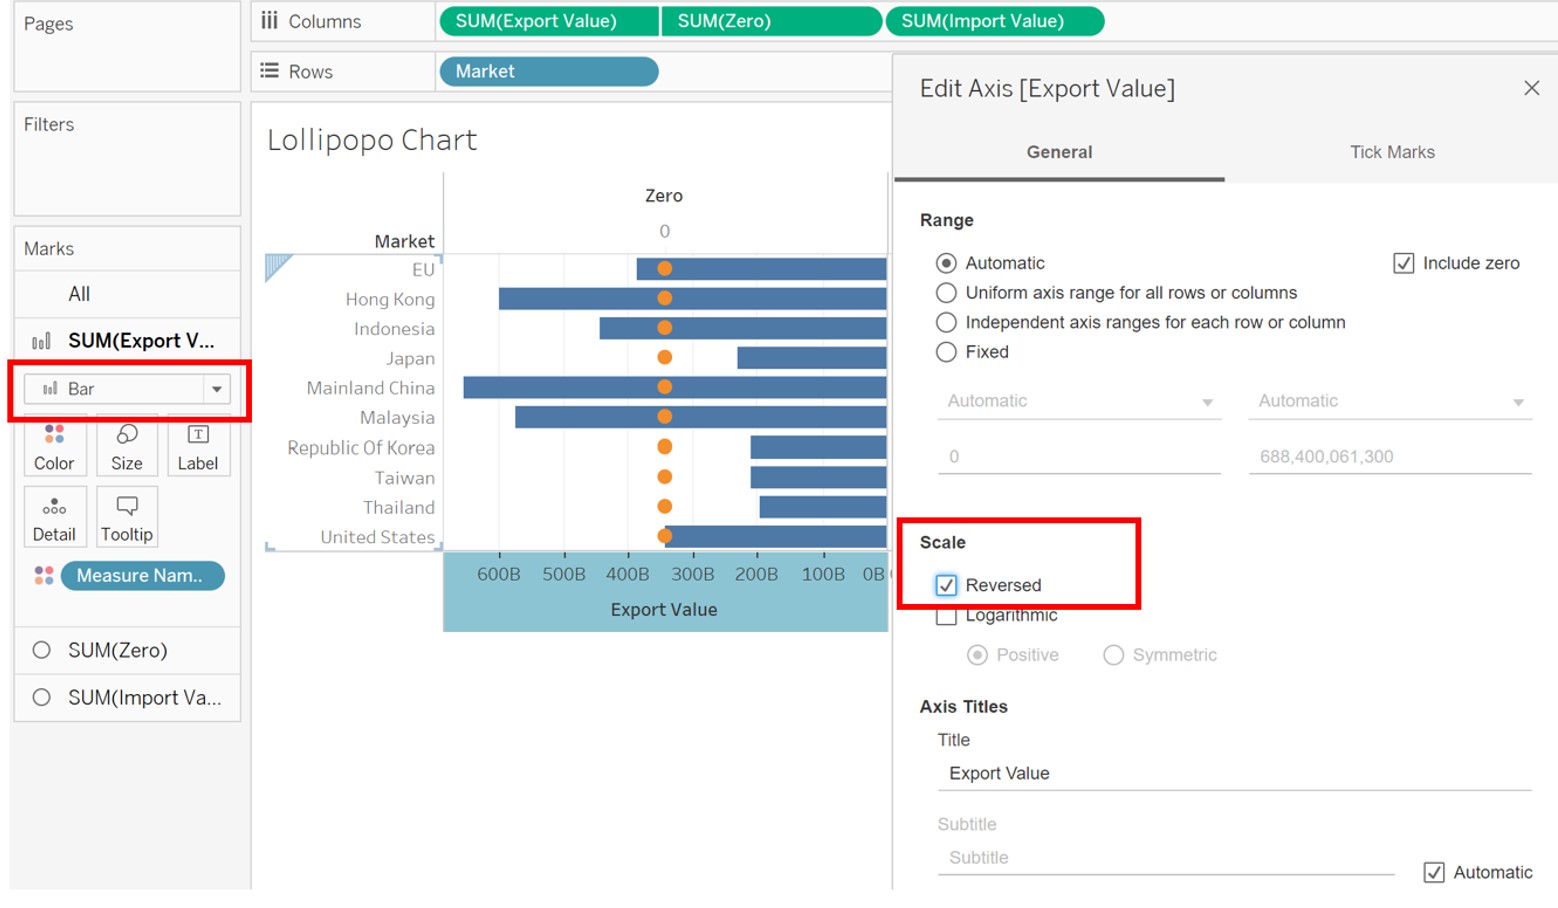 Pages
Columns
SUM(Export Value)
SUM(Zero)
SUM(Import Value)
Rows
Market
Filters
Marks
All
SUM(Export V...
Bar
Color
Size
Label
Detail
Tooltip
Measure Nam..
SUM(Zero)
SUM(Import Va...
Lollipopo Chart
Zero
0
Market
EU
Hong Kong
Indonesia
Japan
Mainland China
Malaysia
Republic Of Korea
Taiwan
Thailand
United States
600B 500B 400B 300B 200B 100B 0B
Export Value
Edit Axis [Export Value]
General
Tick Marks
Range
Automatic
Include zero
Uniform axis range for all rows or columns
Independent axis ranges for each row or column
Fixed
Automatic
Automatic
0
688,400,061,300
Scale
Reversed
Logarithmic
Positive
Symmetric
Axis Titles
Title
Export Value
Subtitle
Subtitle
Automatic